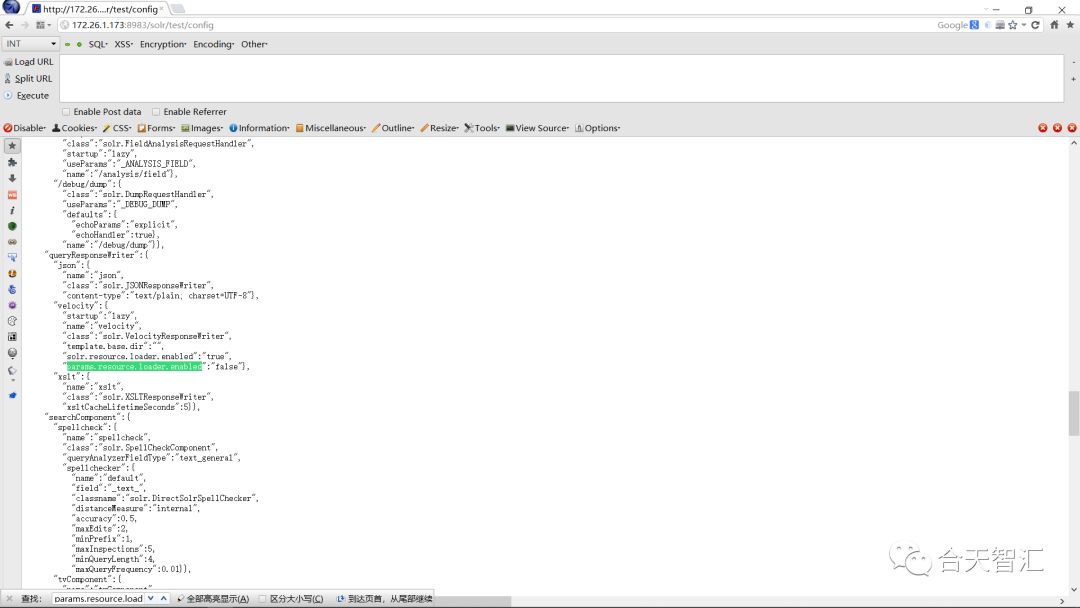 http://172.26....r/test/config
172.26.1.173:8983/solr/test/config
Google
INT
SQL XSS Encryption Encoding Other
Load URL
Split URL
Execute
Enable Post data Enable Referrer
Disable Cookies CSS Forms Images Information Miscellaneous Outline Resize Tools View Source Options
"class":"solr.FieldAnalysisRequestHandler",
"startup":"lazy",
"useParams":"_ANALYSIS_FIELD",
"name":"/analysis/field"},
"/debug/dump":{
"class":"solr.DumpRequestHandler",
"useParams":"_DEBUG_DUMP",
"defaults":{
"echoParams":"explicit",
"echoHandler":true},
"name":"/debug/dump"}},
"queryResponseWriter":{
"json":{
"name":"json",
"class":"solr.JSONResponseWriter",
"content-type":"text/plain; charset=UTF-8"},
"velocity":{
"startup":"lazy",
"name":"velocity",
"class":"solr.VelocityResponseWriter",
"template.base.dir":"",
"solr.resource.loader.enabled":"true",
"params.resource.loader.enabled":"false"},
"xslt":{
"name":"xslt",
"class":"solr.XSLTResponseWriter",
"xsltCacheLifetimeSeconds":5}},
"searchComponent":{
"spellcheck":{
"name":"spellcheck",
"class":"solr.SpellCheckComponent",
"queryAnalyzerFieldType":"text_general",
"spellchecker":{
"name":"default",
"field":"_text_",
"classname":"solr.DirectSolrSpellChecker",
"distanceMeasure":"internal",
"accuracy":0.5,
"maxEdits":2,
"minPrefix":1,
"maxInspections":5,
"minQueryLength":4,
"maxQueryFrequency":0.01}},
"tvComponent":{
合天智汇
查找: params.resource.load 全部高亮显示(A) 区分大小写(C) 到达页首，从尾部继续